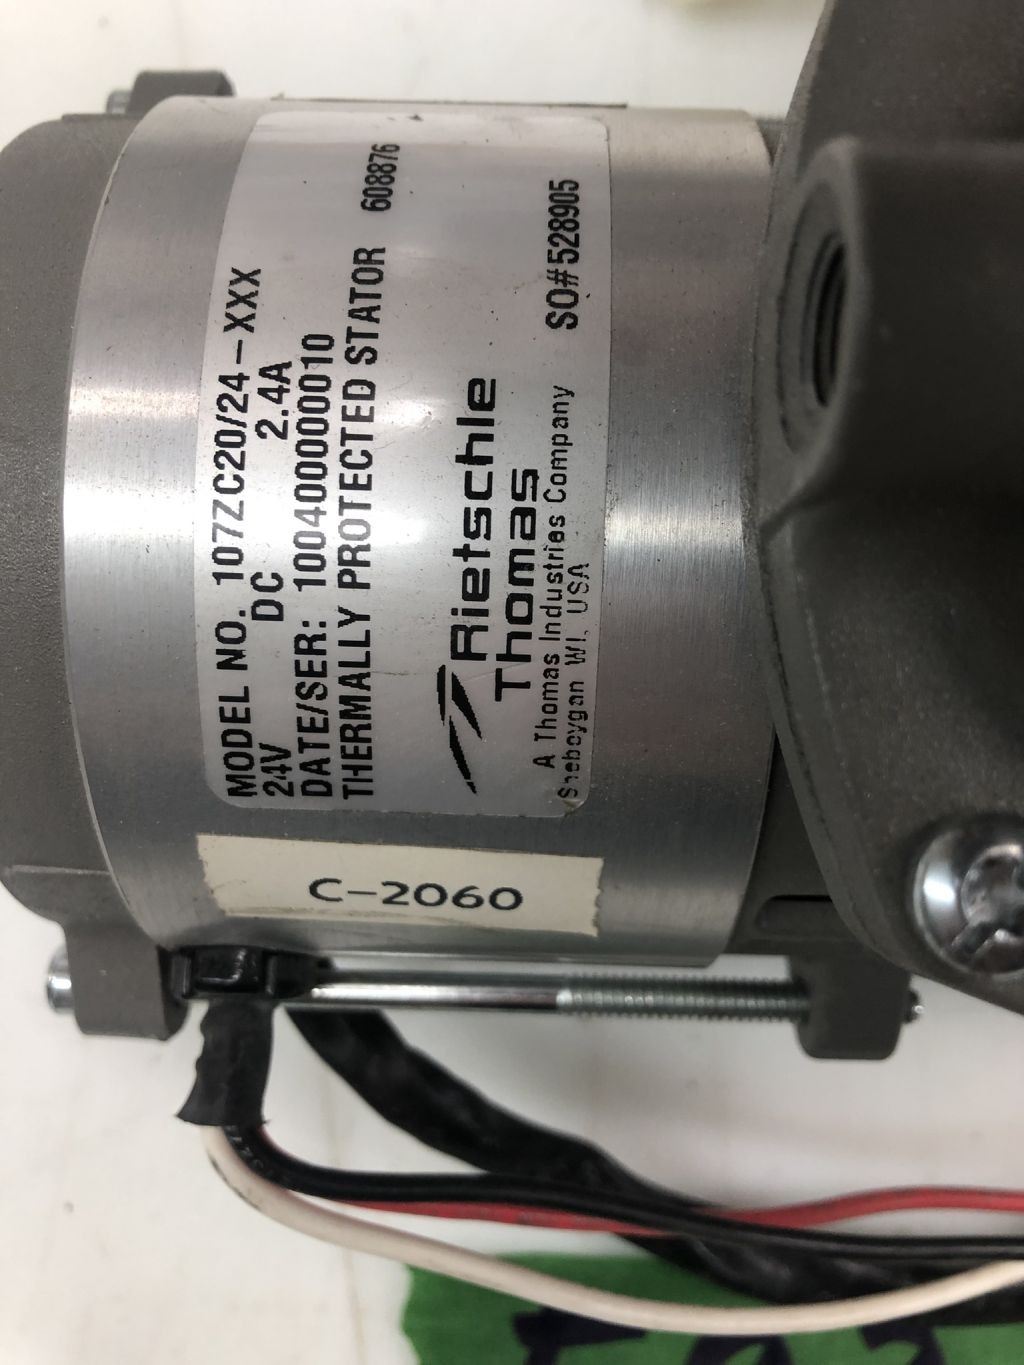 MODEL NO. 107ZC20/24-XXX
24V DC 2.4A
DATE/SER: 100400000010
THERMALLY PROTECTED STATOR 608876
Rietschle
Thomas
A Thomas Industries Company SO#528905
Sheboygan WI, USA
C-2060